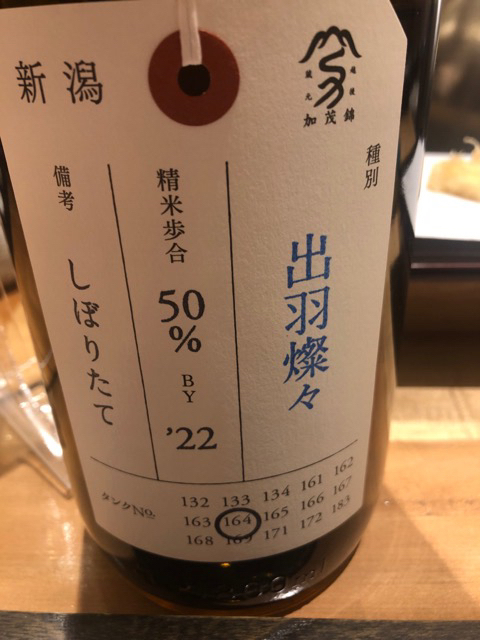 新潟
越後
蔵元
加茂錦
種別
出羽燦々
精米歩合
50
%
BY
'22
備考
しぼりたて
タンクNo.
132 133 134 161 162
163 164 165 166 167
168 169 171 172 183